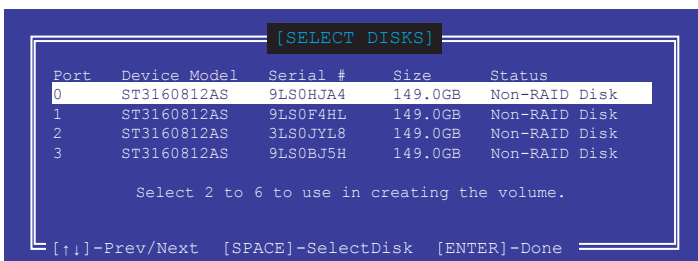 [SELECT DISKS]
Port Device Model Serial # Size Status
0 ST3160812AS 9LS0HJA4 149.0GB Non-RAID Disk
1 ST3160812AS 9LS0F4HL 149.0GB Non-RAID Disk
2 ST3160812AS 3LS0JYL8 149.0GB Non-RAID Disk
3 ST3160812AS 9LS0BJ5H 149.0GB Non-RAID Disk
Select 2 to 6 to use in creating the volume.
[↑↓]-Prev/Next [SPACE]-SelectDisk [ENTER]-Done